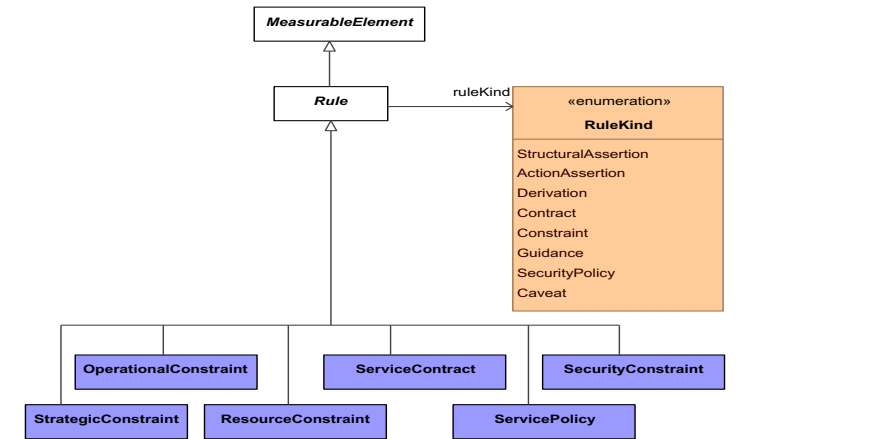 MeasurableElement
Rule
ruleKind
«enumeration»
RuleKind
StructuralAssertion
ActionAssertion
Derivation
Contract
Constraint
Guidance
SecurityPolicy
Caveat
OperationalConstraint
ServiceContract
SecurityConstraint
StrategicConstraint
ResourceConstraint
ServicePolicy